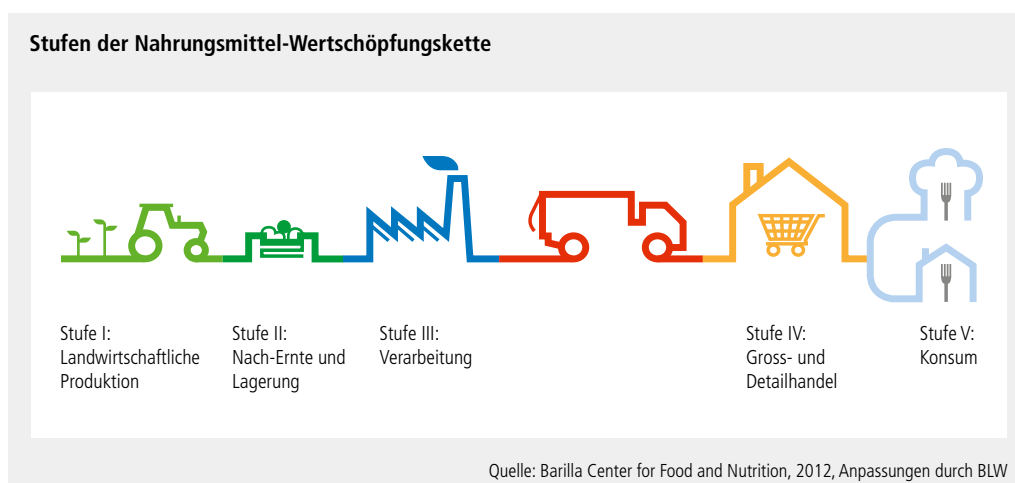 Stufen der Nahrungsmittel-Wertschöpfungskette
Stufe I:
Landwirtschaftliche
Produktion
Stufe II:
Nach-Ernte und
Lagerung
Stufe III:
Verarbeitung
Stufe IV:
Gross- und
Detailhandel
Stufe V:
Konsum
Quelle: Barilla Center for Food and Nutrition, 2012, Anpassungen durch BLW